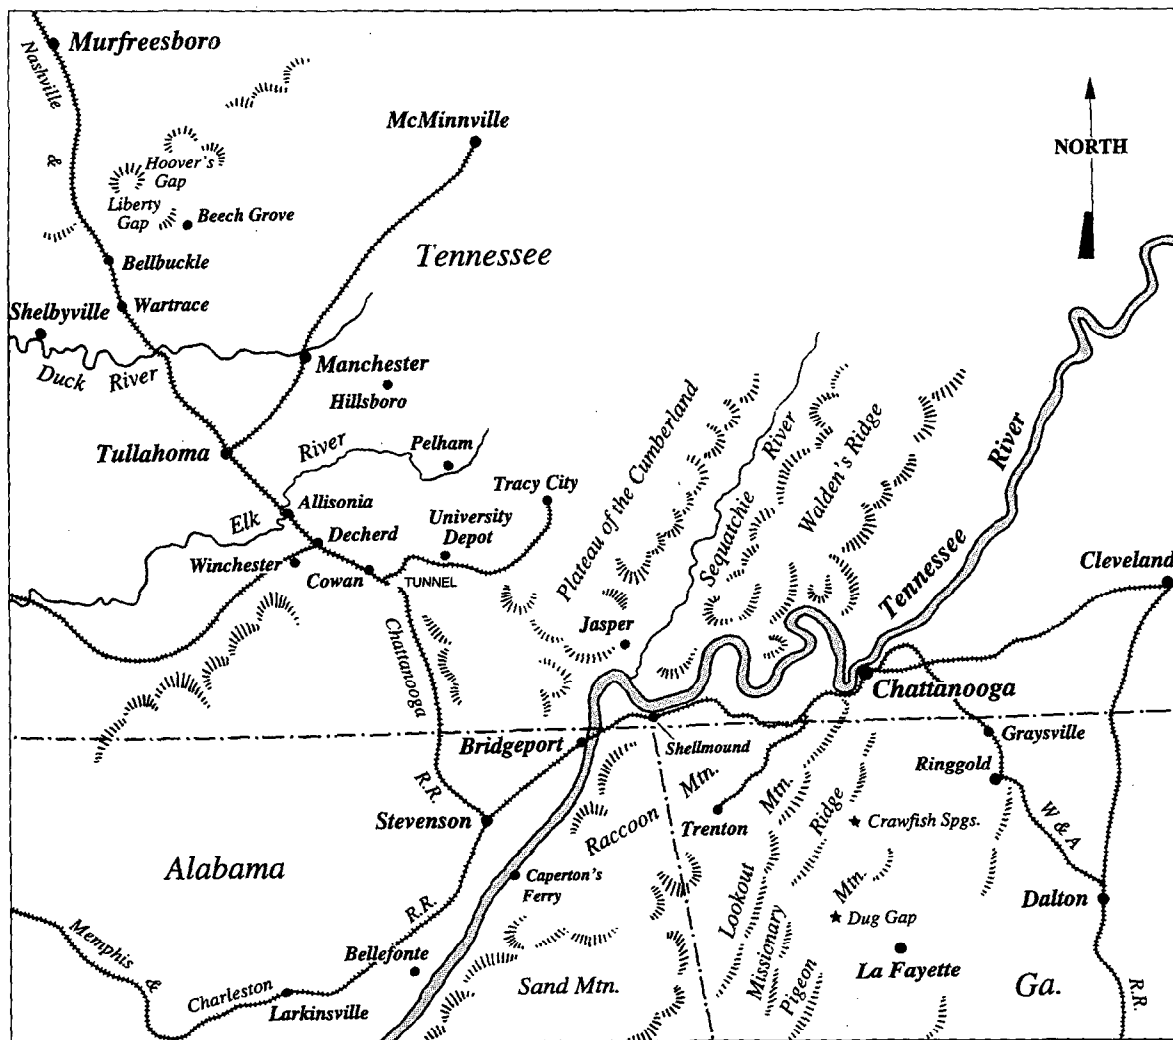 Murfreesboro
Nashville
&
McMinnville
NORTH
Hoover's
Gap
Liberty
Gap
Beech Grove
Tennessee
Bellbuckle
Shelbyville
Wartrace
Duck River
Manchester
Hillsboro
Tullahoma
River
Pelham
Plateau of the Cumberland
River
Walden's Ridge
River
Tracy City
Allisonia
Elk
University
Depot
Decherd
Sequatchie
Tennessee
Winchester
Cowan
TUNNEL
Cleveland
Chattanooga
Jasper
Chattanooga
Bridgeport
Shellmound
Graysville
Ringgold
R.R.
Mtn.
Mtn.
Ridge
Stevenson
Raccoon
Trenton
Crawfish Spgs.
W & A
Alabama
Caperton's
Ferry
Mtn.
Dalton
R.R.
Lookout
Dug Gap
Memphis
&
Bellefonte
Missionary
La Fayette
Charleston
Sand Mtn.
Pigeon
Ga.
R.R.
Larkinsville